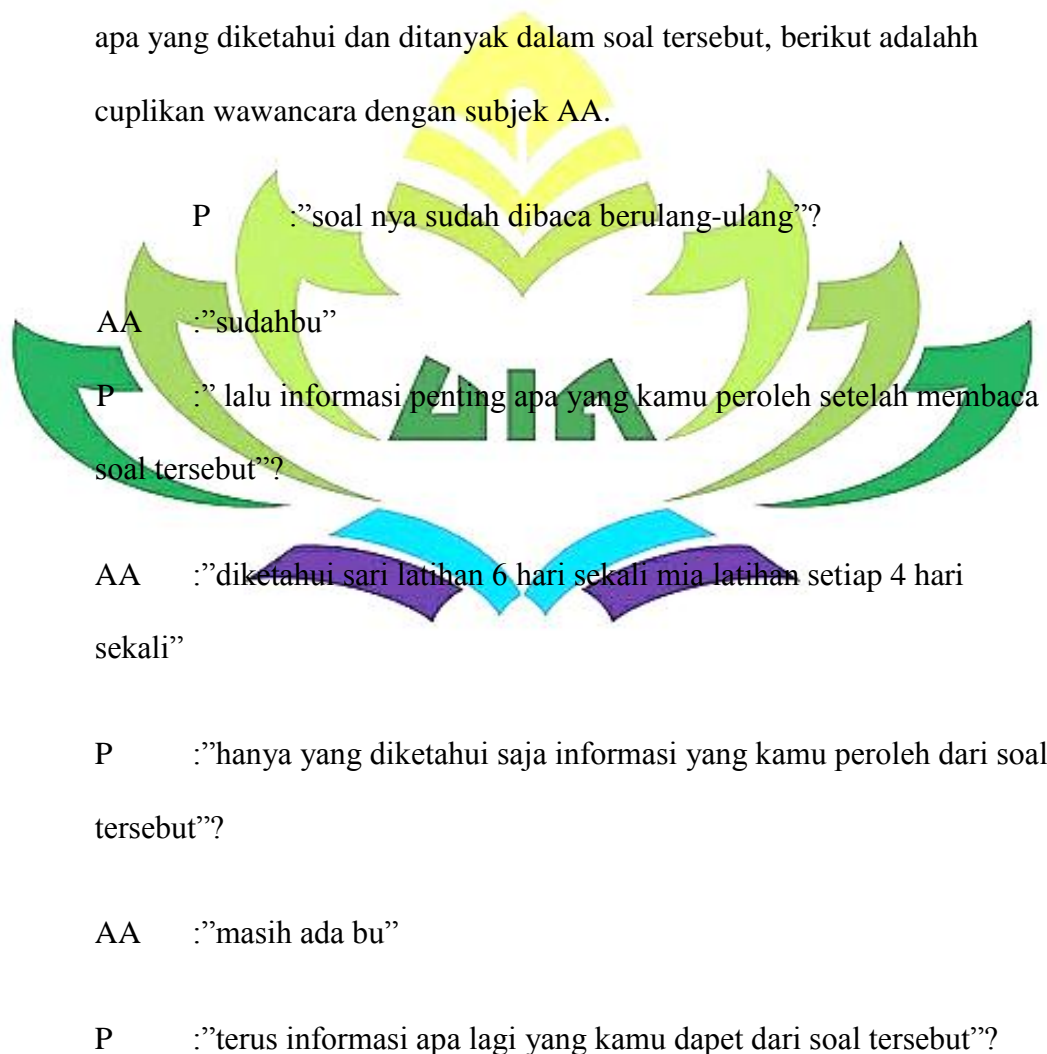 apa yang diketahui dan ditanyak dalam soal tersebut, berikut adalahh
cuplikan wawancara dengan subjek AA.
P :”soal nya sudah dibaca berulang-ulang”?
AA :”sudahbu”
P :” lalu informasi penting apa yang kamu peroleh setelah membaca
soal tersebut”?
UIN
AA :”diketahui sari latihan 6 hari sekali mia latihan setiap 4 hari
sekali”
P :”hanya yang diketahui saja informasi yang kamu peroleh dari soal
tersebut”?
AA :”masih ada bu”
P :”terus informasi apa lagi yang kamu dapet dari soal tersebut”?